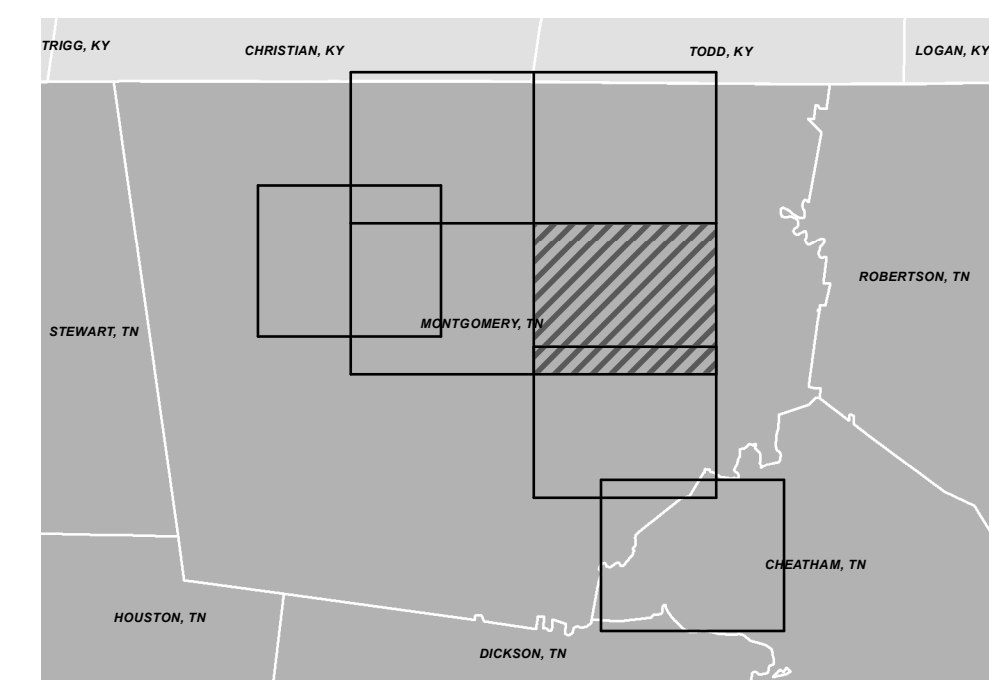 TRIGG, KY
CHRISTIAN, KY
TODD, KY
LOGAN, KY
ROBERTSON, TN
MONTGOMERY, TN
STEWART, TN
CHEATHAM, TN
HOUSTON, TN
DICKSON, TN